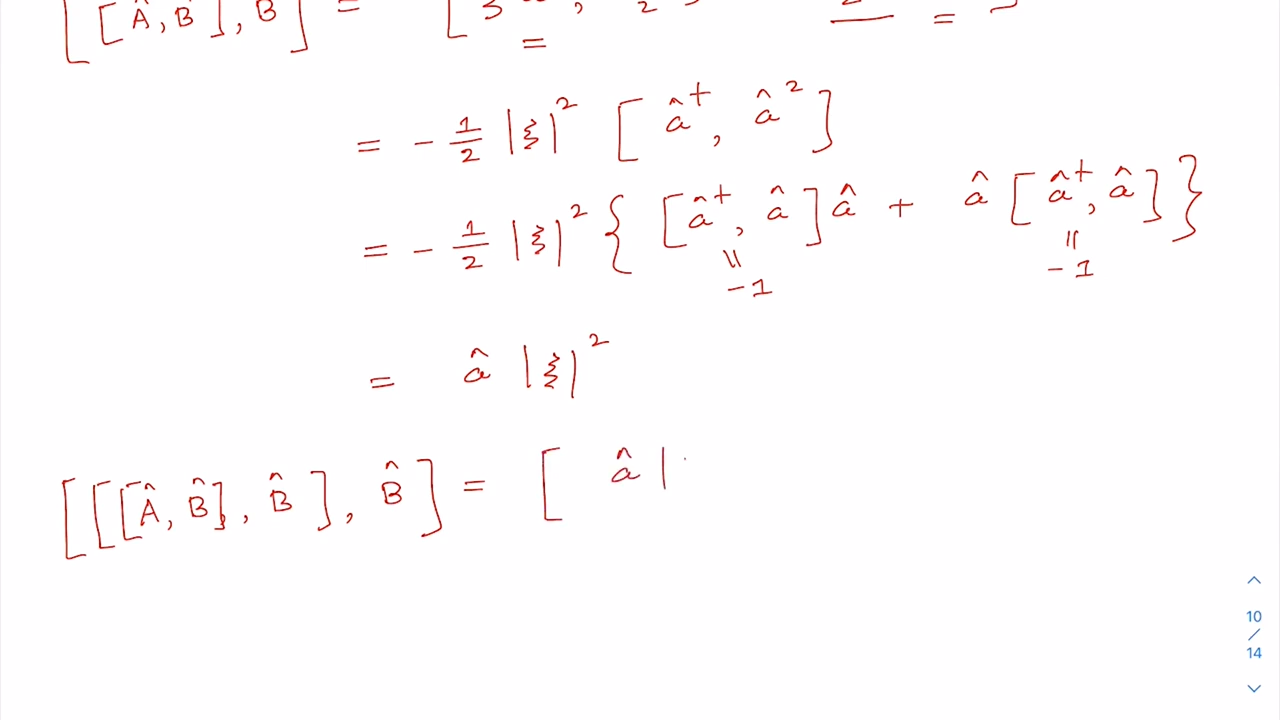 [[Â, B̂], B̂] = [ξ â
=
= - 1/2 |ξ|² [â†, â²]
= - 1/2 |ξ|² { [â†, â]â + â[â†, â] }
|| ||
-1 -1
= â |ξ|²
[[[Â, B̂], B̂], B̂] = [ â |
10
/
14